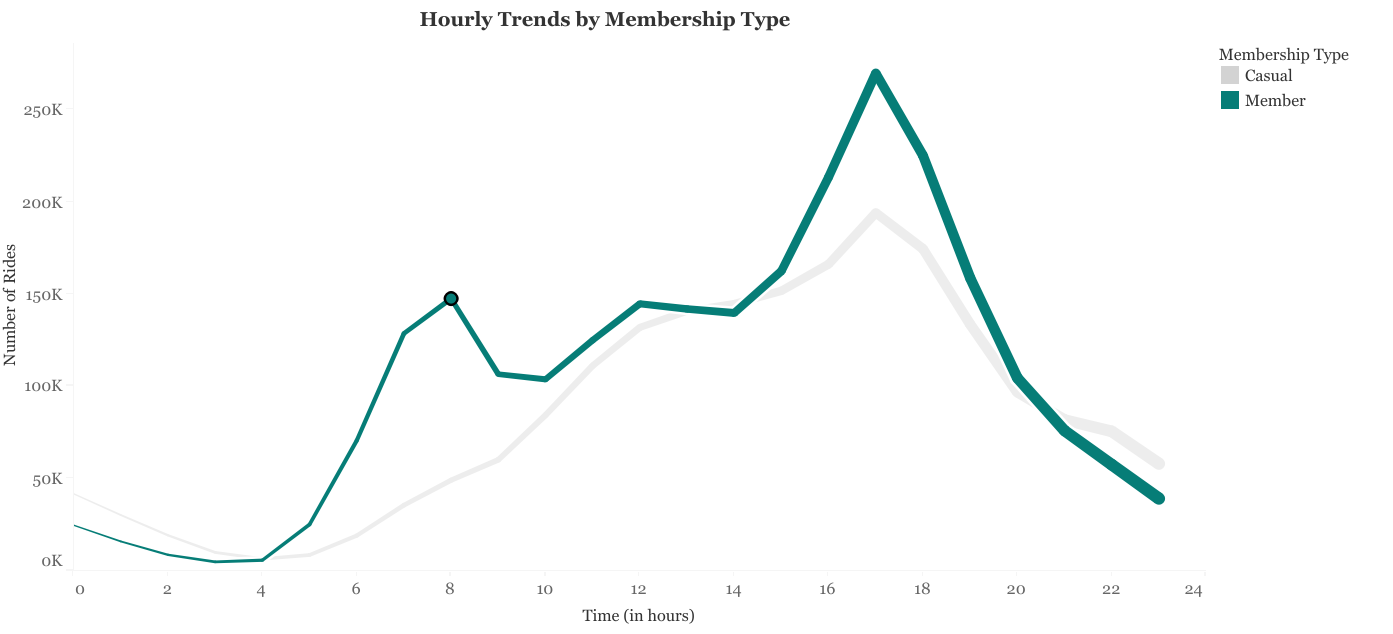 Hourly Trends by Membership Type
Membership Type
Casual
Member
Number of Rides
250K
200K
150K
100K
50K
0K
0 2 4 6 8 10 12 14 16 18 20 22 24
Time (in hours)